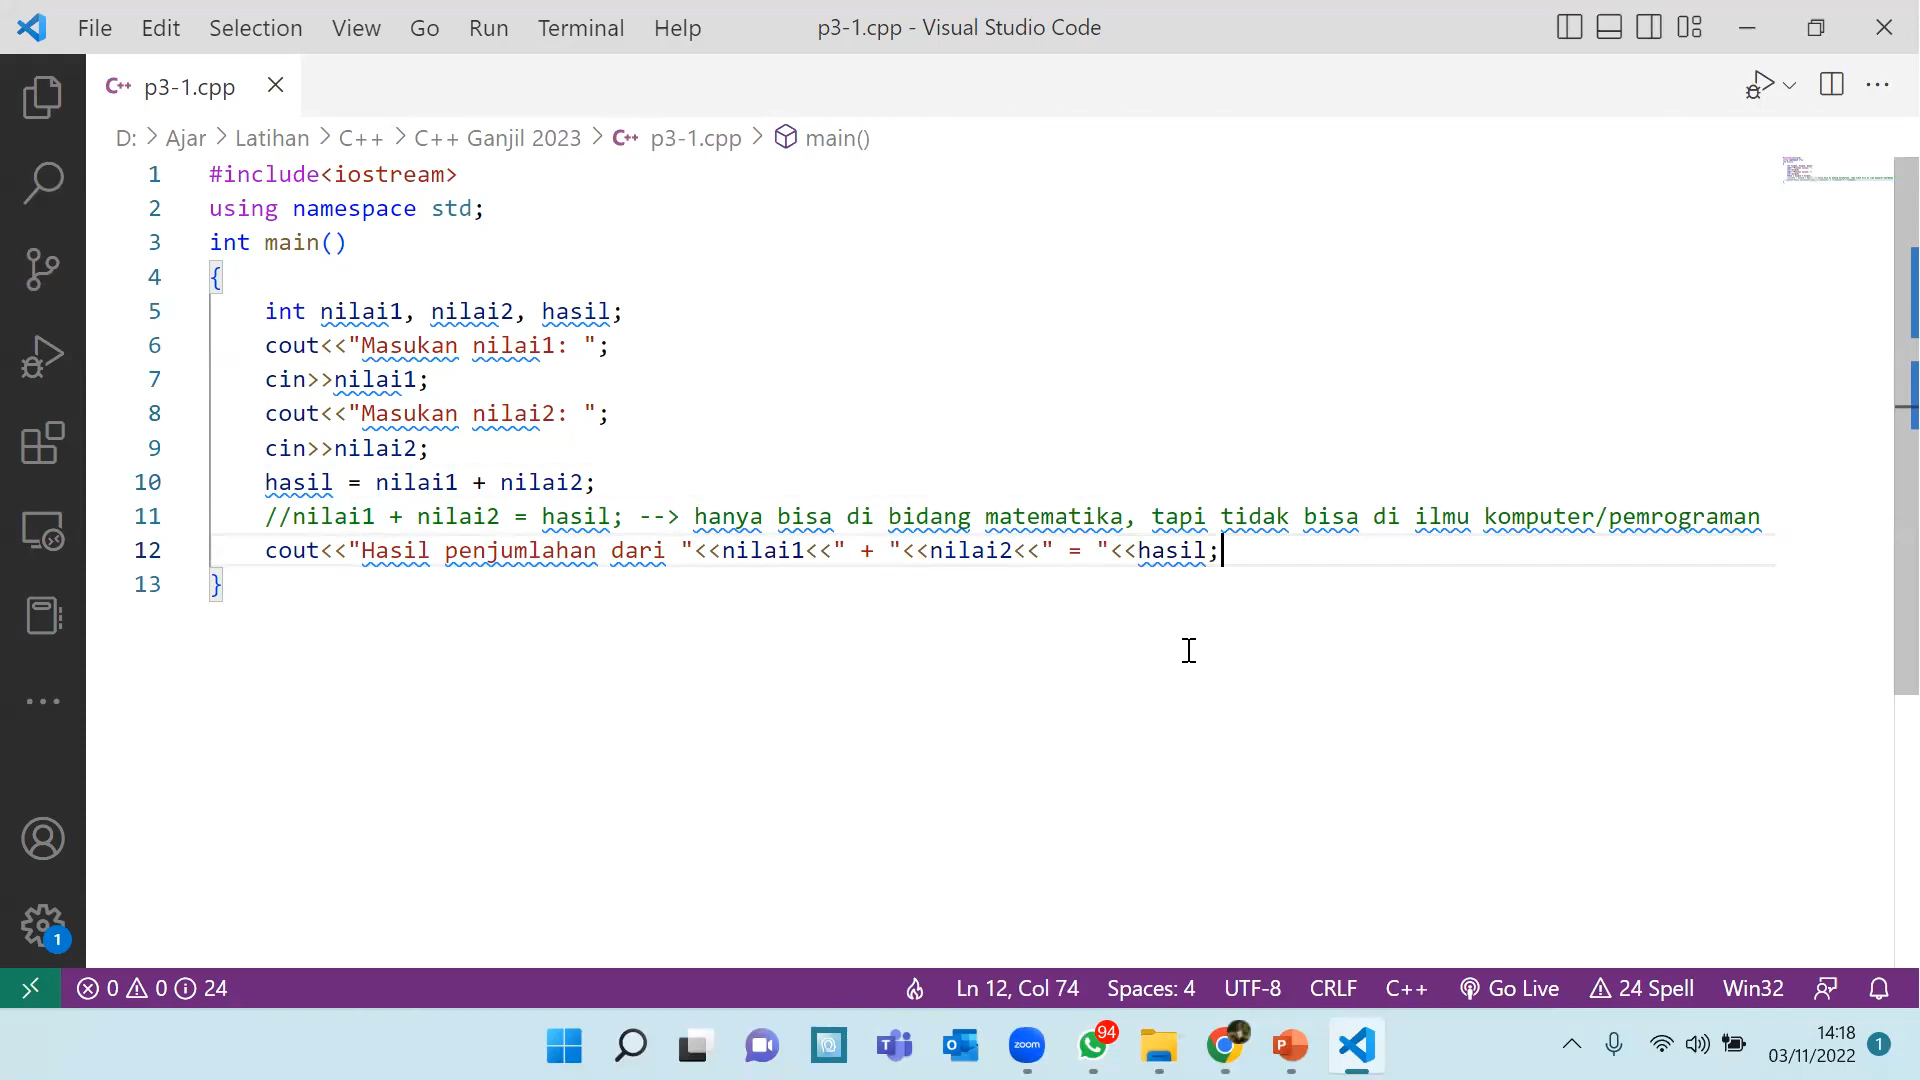 File Edit Selection View Go Run Terminal Help p3-1.cpp - Visual Studio Code
C++ p3-1.cpp
D: > Ajar > Latihan > C++ > C++ Ganjil 2023 > C++ p3-1.cpp > main()
1 #include<iostream>
2 using namespace std;
3 int main()
4 {
5 int nilai1, nilai2, hasil;
6 cout<<"Masukan nilai1: ";
7 cin>>nilai1;
8 cout<<"Masukan nilai2: ";
9 cin>>nilai2;
10 hasil = nilai1 + nilai2;
11 //nilai1 + nilai2 = hasil; --> hanya bisa di bidang matematika, tapi tidak bisa di ilmu komputer/pemrograman
12 cout<<"Hasil penjumlahan dari "<<nilai1<<" + "<<nilai2<<" = "<<hasil;
13 }
1
0 0 24 Ln 12, Col 74 Spaces: 4 UTF-8 CRLF C++ Go Live 24 Spell Win32
zoom 94 14:18 1
03/11/2022